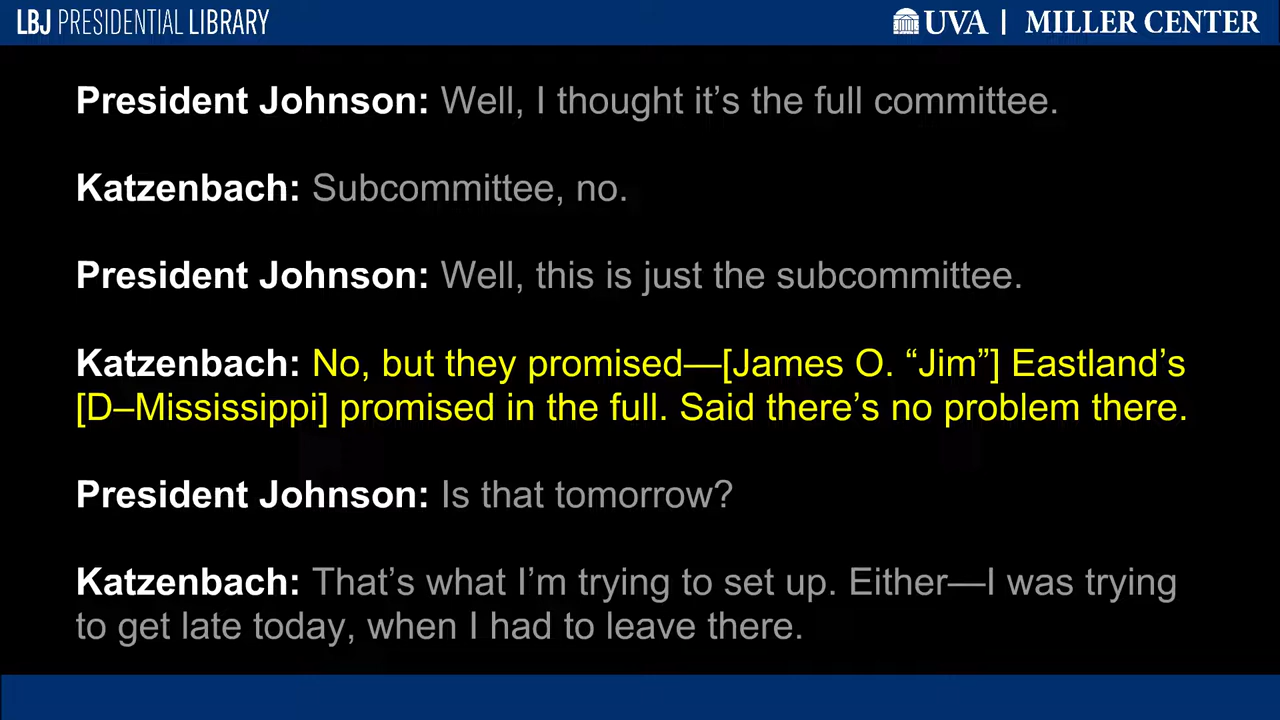 LBJ PRESIDENTIAL LIBRARY
UVA | MILLER CENTER
President Johnson: Well, I thought it’s the full committee.
Katzenbach: Subcommittee, no.
President Johnson: Well, this is just the subcommittee.
Katzenbach: No, but they promised—[James O. “Jim”] Eastland’s
[D–Mississippi] promised in the full. Said there’s no problem there.
President Johnson: Is that tomorrow?
Katzenbach: That’s what I’m trying to set up. Either—I was trying
to get late today, when I had to leave there.